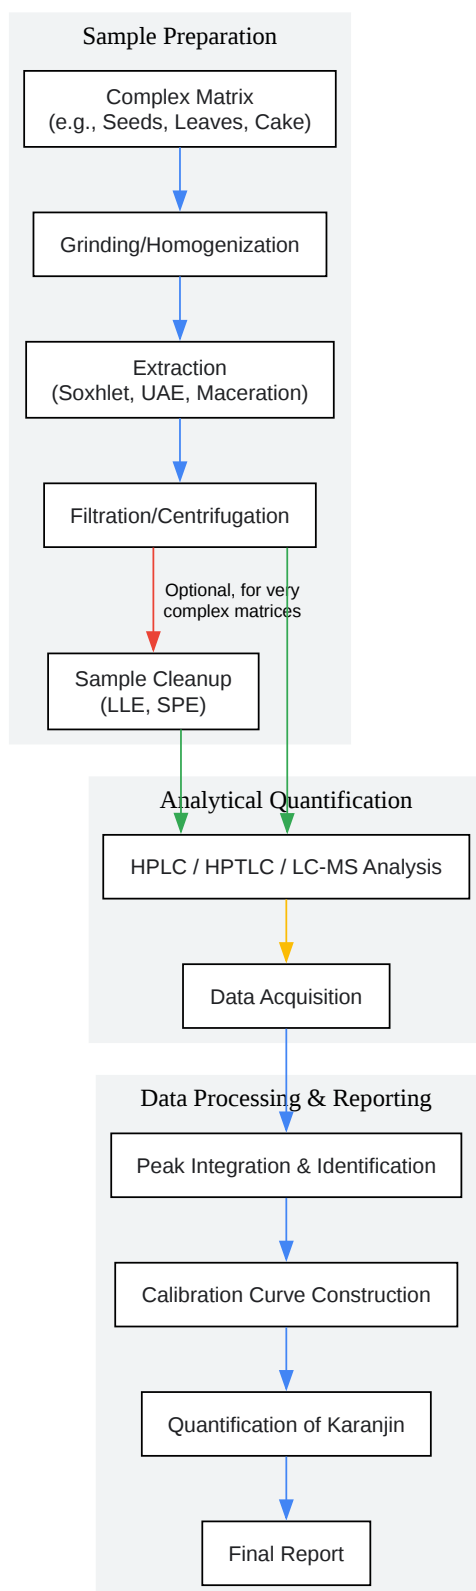 Sample Preparation
Complex Matrix
(e.g., Seeds, Leaves, Cake)
Grinding/Homogenization
Extraction
(Soxhlet, UAE, Maceration)
Filtration/Centrifugation
Optional, for very
complex matrices
Sample Cleanup
(LLE, SPE)
Analytical Quantification
HPLC / HPTLC / LC-MS Analysis
Data Acquisition
Data Processing & Reporting
Peak Integration & Identification
Calibration Curve Construction
Quantification of Karanjin
Final Report